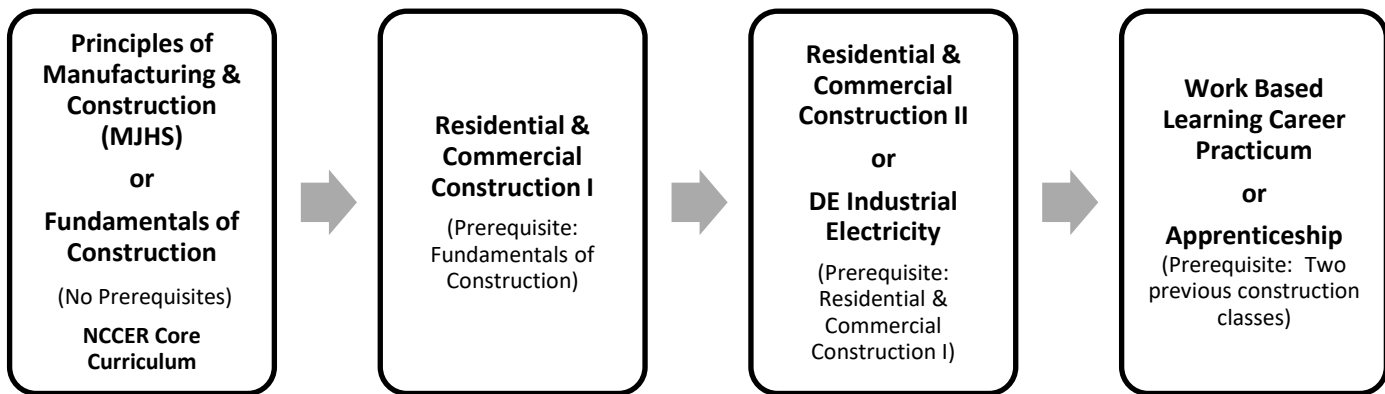 Principles of
Manufacturing &
Construction
(MJHS)
or
Fundamentals of
Construction
(No Prerequisites)
NCCER Core
Curriculum
Residential &
Commercial
Construction I
(Prerequisite:
Fundamentals of
Construction)
Residential &
Commercial
Construction II
or
DE Industrial
Electricity
(Prerequisite:
Residential &
Commercial
Construction I)
Work Based
Learning Career
Practicum
or
Apprenticeship
(Prerequisite:  Two
previous construction
classes)